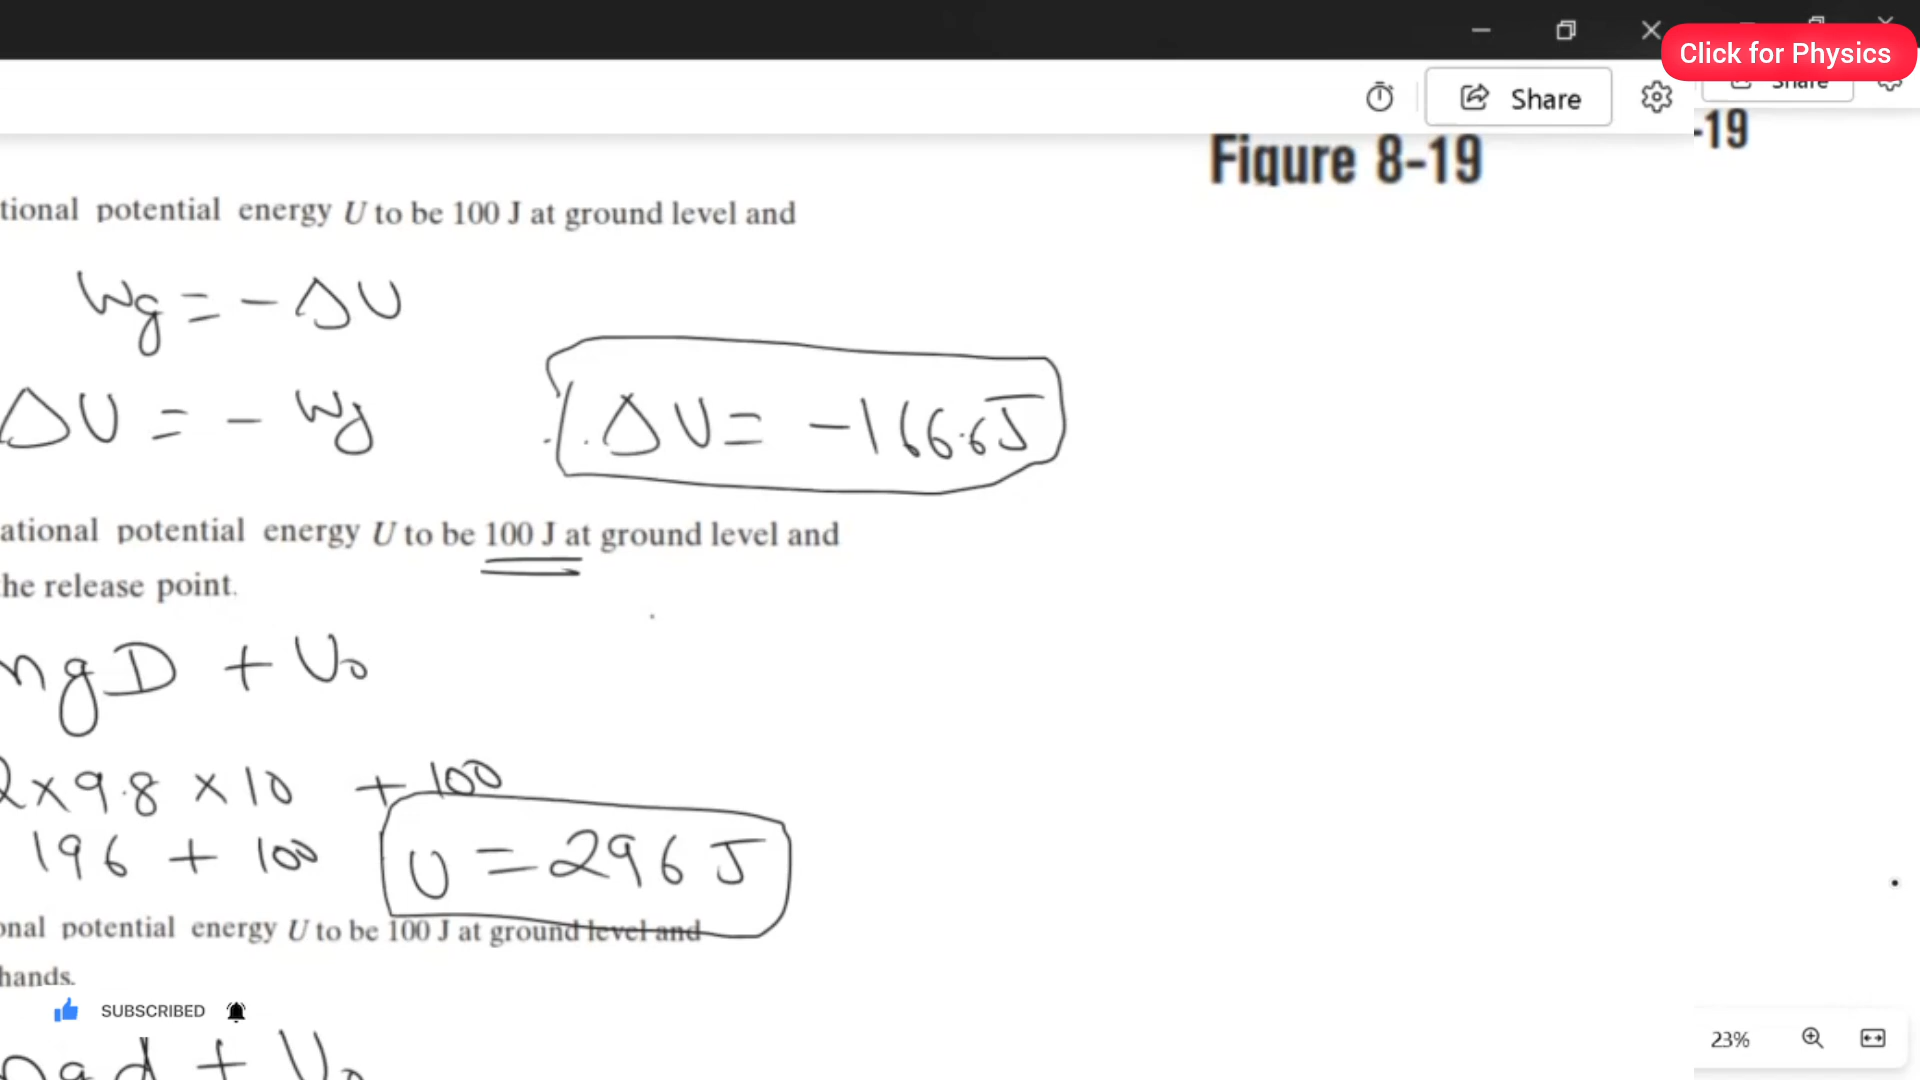 Click for Physics
Share
Share
Figure 8-19
-19
tional potential energy U to be 100 J at ground level and
Wg = - ΔU
ΔU = - Wg
∴ ΔU = -166.6J
ational potential energy U to be 100 J at ground level and
he release point.
mgD + U₀
2 × 9.8 × 10 + 100
196 + 100
U = 296 J
onal potential energy U to be 100 J at ground level and
hands.
SUBSCRIBED
mgd + U₀
23%